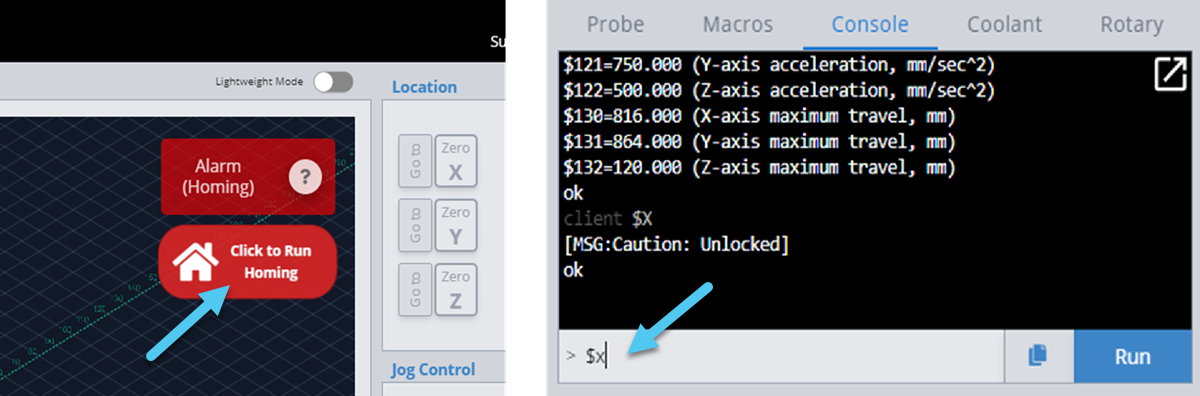 Su
Lightweight Mode
Location
Alarm
(Homing)
?
Click to Run
Homing
Go to
Zero
X
Go to
Zero
Y
Go to
Zero
Z
Jog Control
Probe Macros Console Coolant Rotary
$121=750.000 (Y-axis acceleration, mm/sec^2)
$122=500.000 (Z-axis acceleration, mm/sec^2)
$130=816.000 (X-axis maximum travel, mm)
$131=864.000 (Y-axis maximum travel, mm)
$132=120.000 (Z-axis maximum travel, mm)
ok
client $X
[MSG:Caution: Unlocked]
ok
> $x
Run